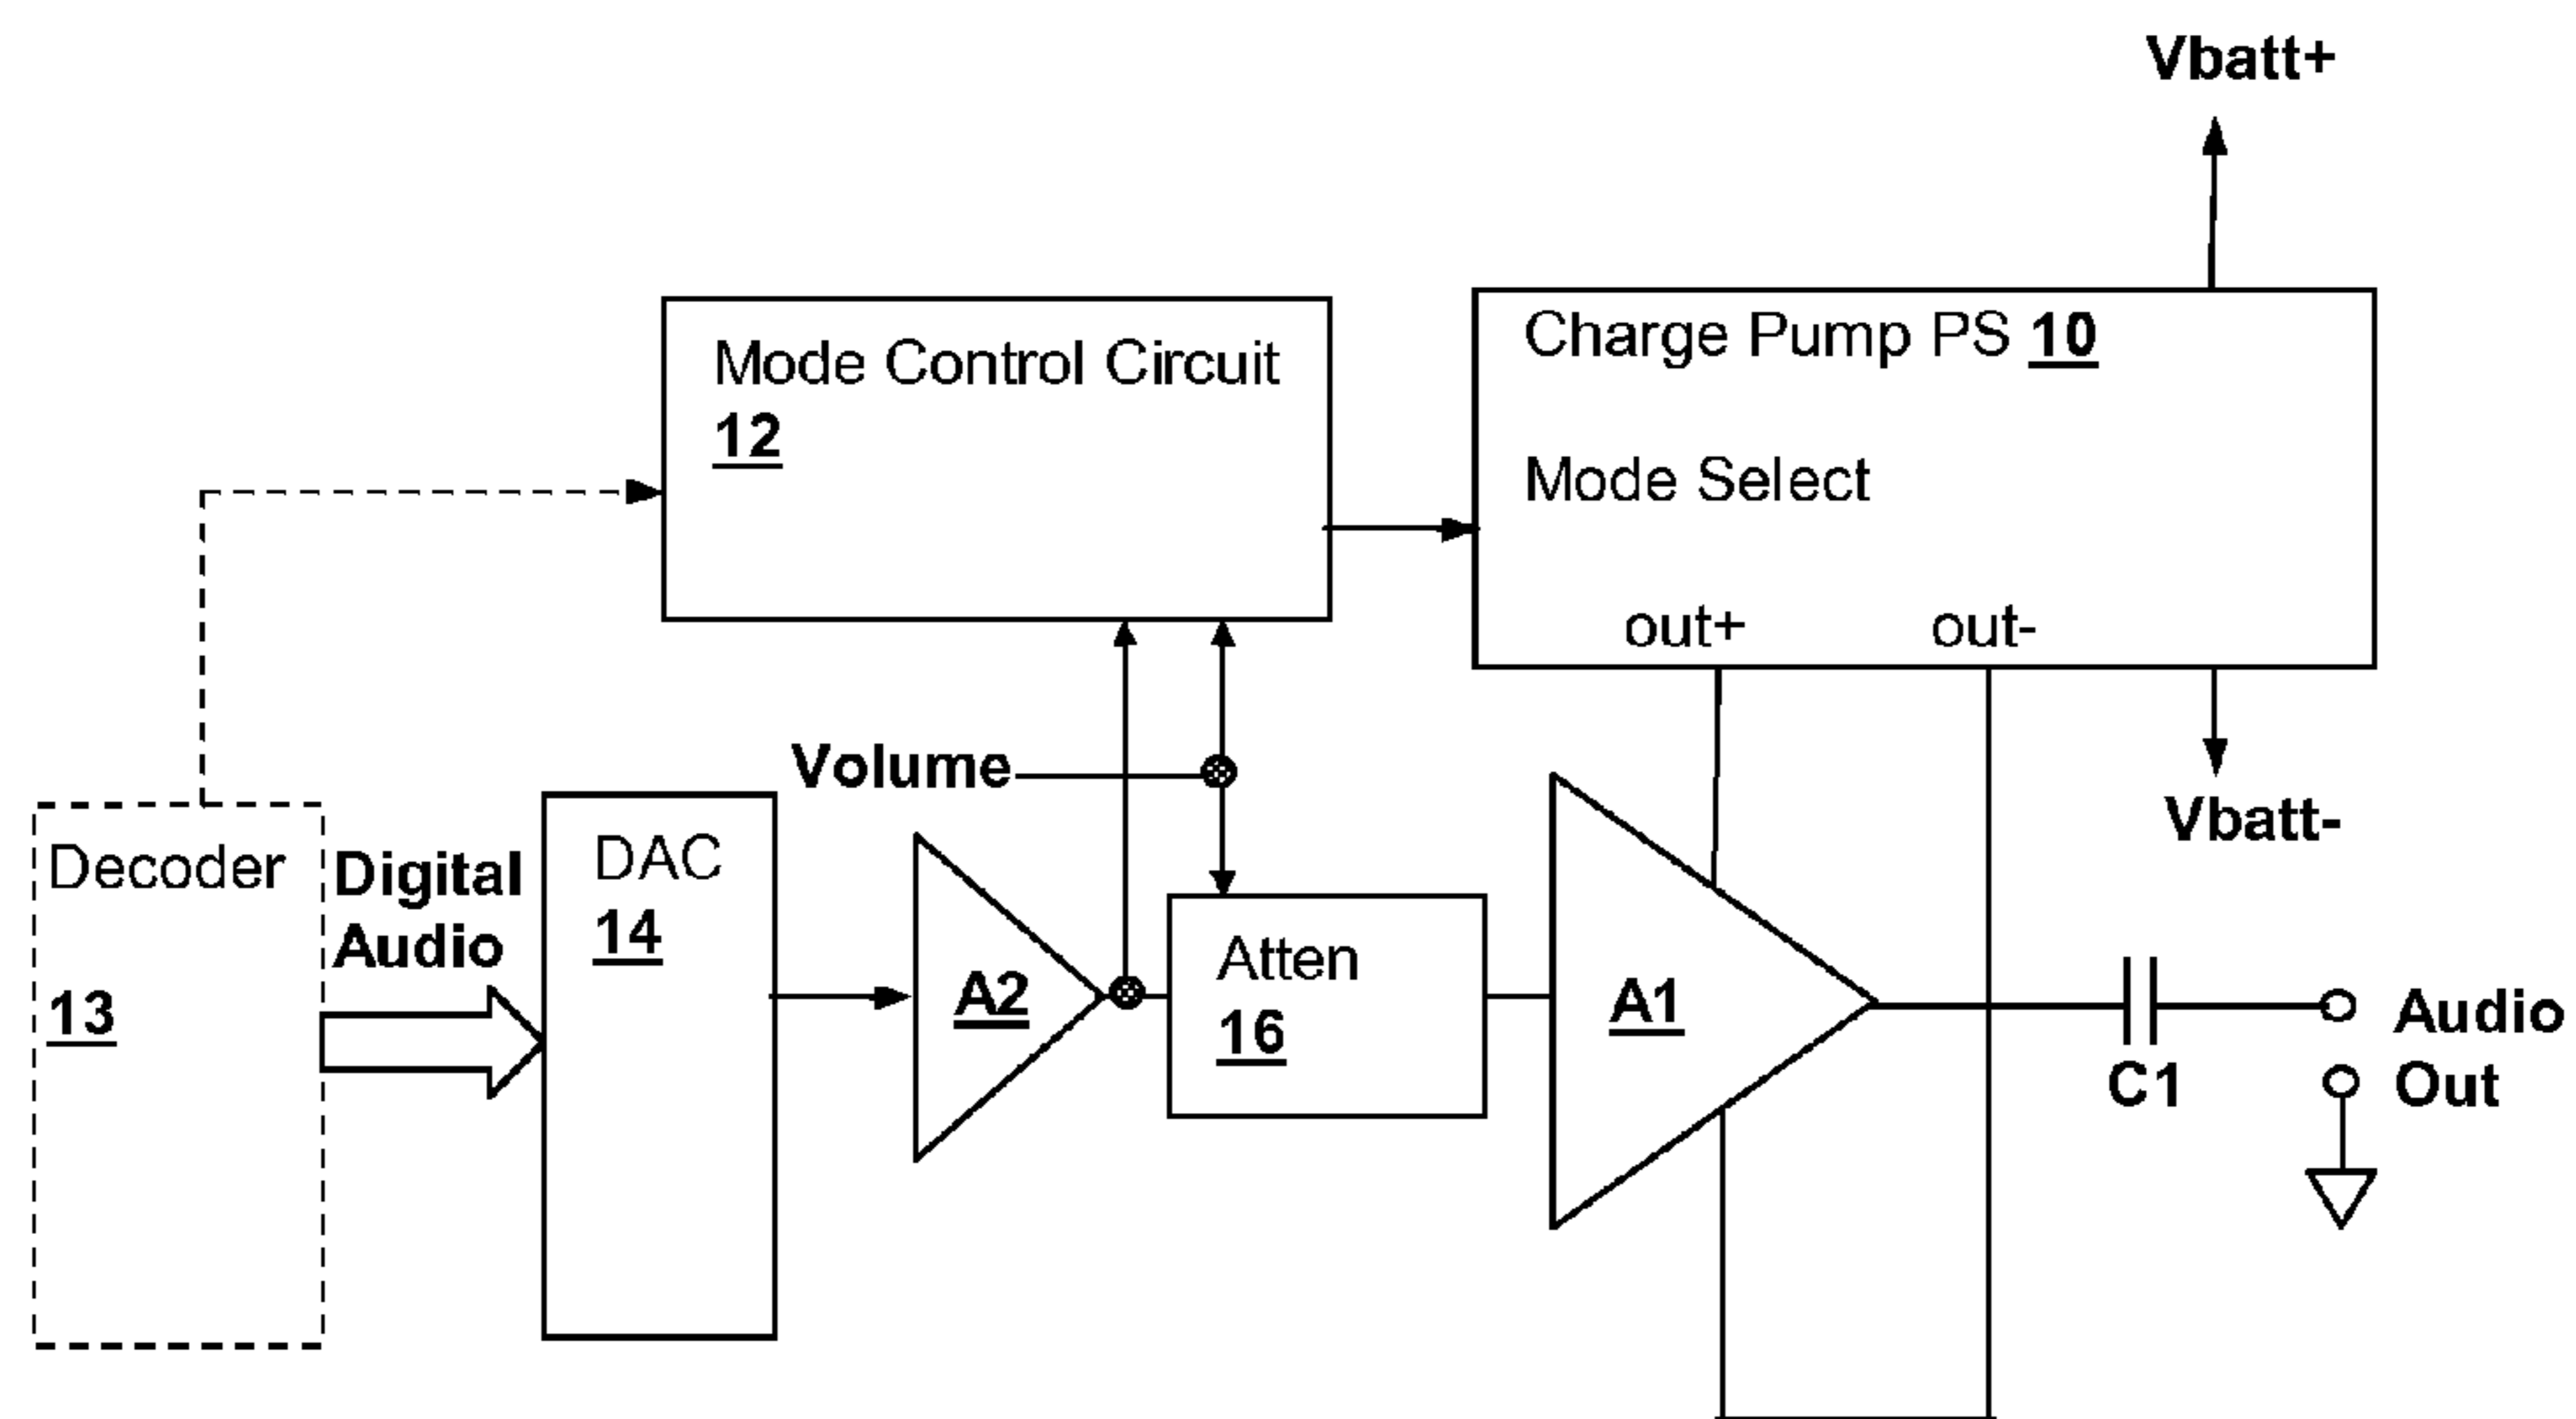 Vbatt+
Mode Control Circuit
12
Charge Pump PS 10
Mode Select
out+ out-
Volume
Vbatt-
Decoder
13
Digital
Audio
DAC
14
A2
Atten
16
A1
C1
Audio
Out